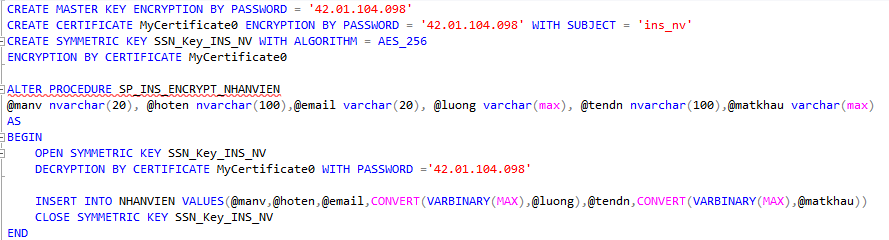 CREATE MASTER KEY ENCRYPTION BY PASSWORD = '42.01.104.098'
CREATE CERTIFICATE MyCertificate0 ENCRYPTION BY PASSWORD = '42.01.104.098' WITH SUBJECT = 'ins_nv'
CREATE SYMMETRIC KEY SSN_Key_INS_NV WITH ALGORITHM = AES_256
ENCRYPTION BY CERTIFICATE MyCertificate0
ALTER PROCEDURE SP_INS_ENCRYPT_NHANVIEN
@manv nvarchar(20), @hoten nvarchar(100),@email varchar(20), @luong varchar(max), @tendn nvarchar(100),@matkhau varchar(max)
AS
BEGIN
OPEN SYMMETRIC KEY SSN_Key_INS_NV
DECRYPTION BY CERTIFICATE MyCertificate0 WITH PASSWORD ='42.01.104.098'
INSERT INTO NHANVIEN VALUES(@manv,@hoten,@email,CONVERT(VARBINARY(MAX),@luong),@tendn,CONVERT(VARBINARY(MAX),@matkhau))
CLOSE SYMMETRIC KEY SSN_Key_INS_NV
END